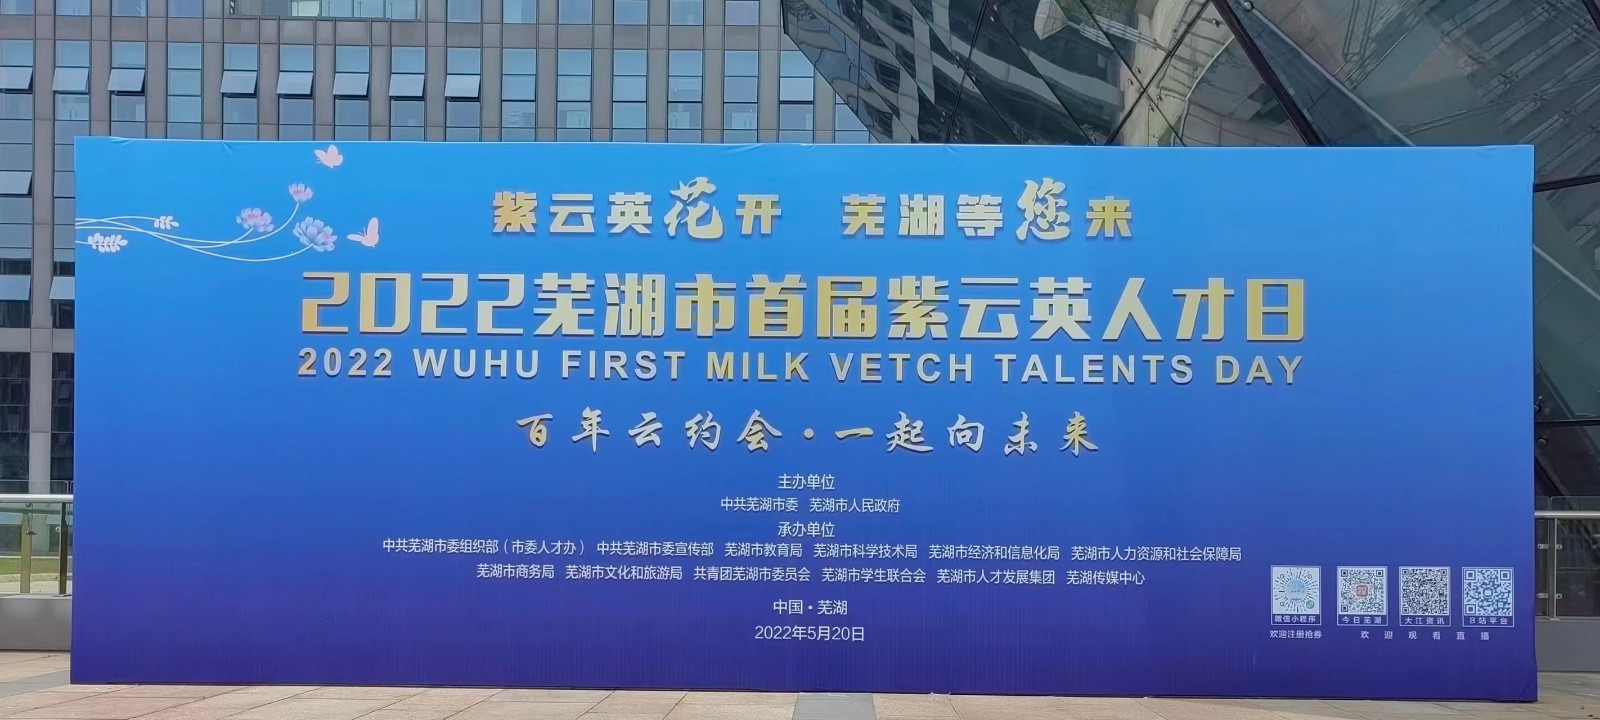 紫云英花开 芜湖等您来
2022芜湖市首届紫云英人才日
2022 WUHU FIRST MILK VETCH TALENTS DAY
百年云约会·一起向未来
主办单位
中共芜湖市委 芜湖市人民政府
承办单位
中共芜湖市委组织部（市委人才办） 中共芜湖市委宣传部 芜湖市教育局 芜湖市科学技术局 芜湖市经济和信息化局 芜湖市人力资源和社会保障局
芜湖市商务局 芜湖市文化和旅游局 共青团芜湖市委员会 芜湖市学生联合会 芜湖市人才发展集团 芜湖传媒中心
中国·芜湖
2022年5月20日
微信小程序 今日芜湖 大江资讯 B站平台
欢迎注册抢券 欢迎观看直播